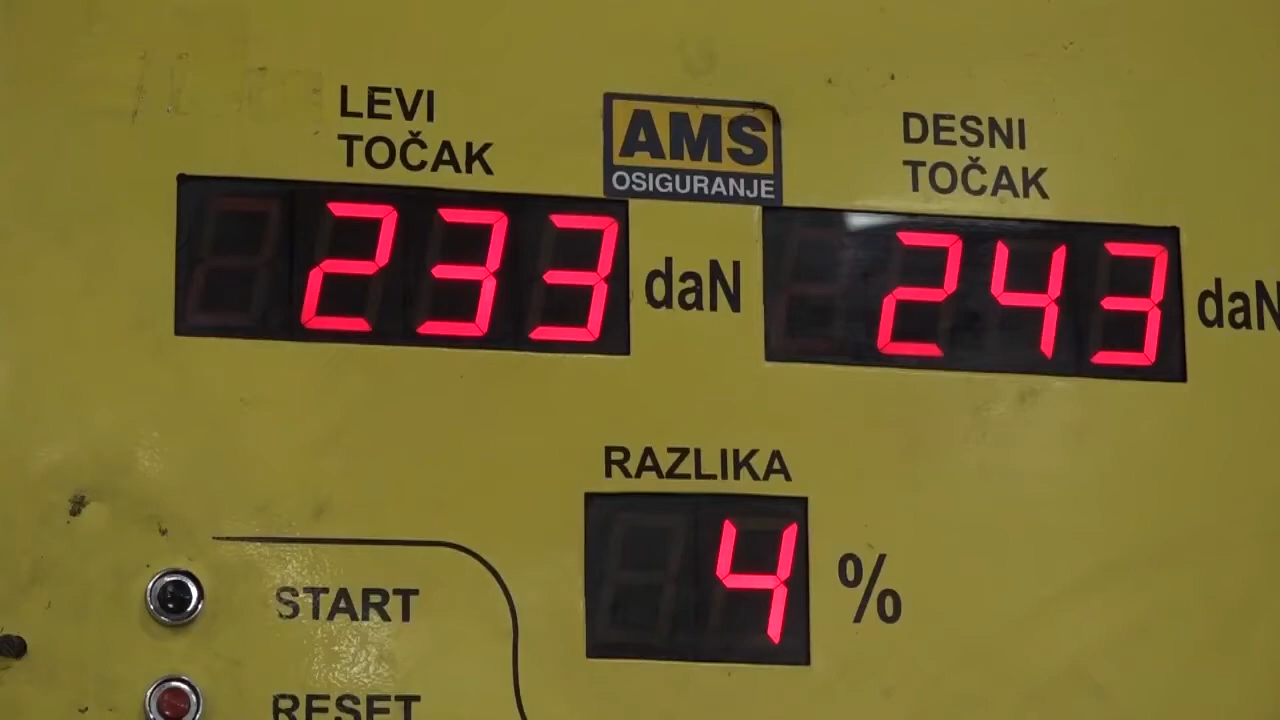 LEVI
TOČAK
AMS
OSIGURANJE
DESNI
TOČAK
233 daN
243 daN
RAZLIKA
4 %
START
RESET